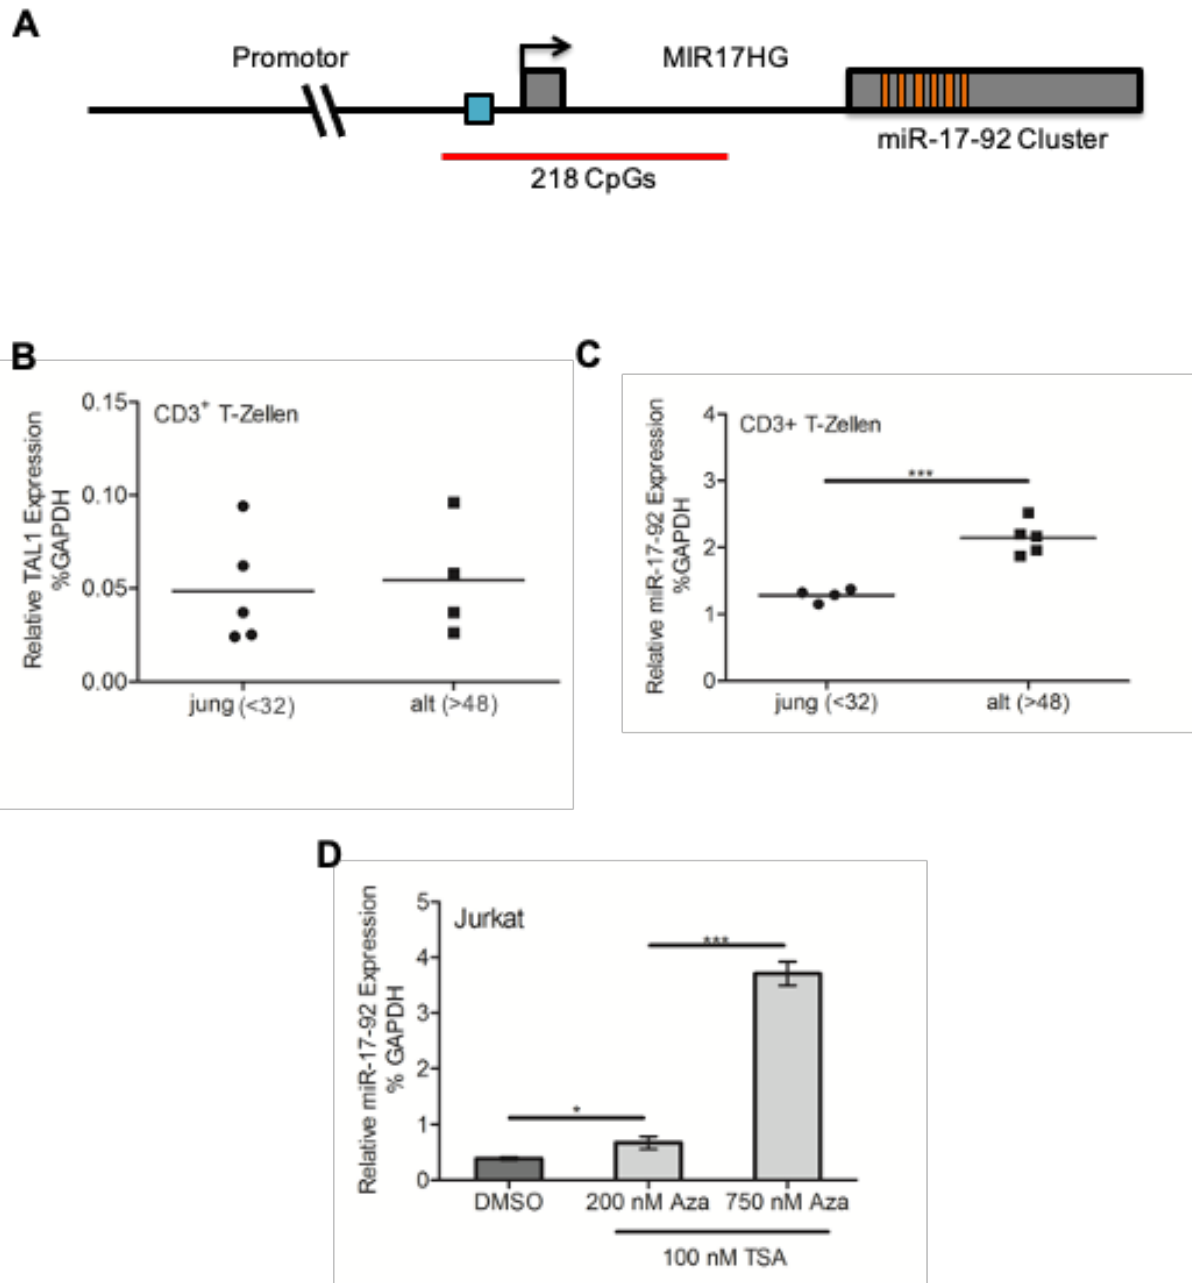 A
Promotor
MIR17HG
miR-17-92 Cluster
218 CpGs
B
Relative TAL1 Expression
%GAPDH
0.15
0.10
0.05
0.00
CD3⁺ T-Zellen
jung (<32)
alt (>48)
C
Relative miR-17-92 Expression
%GAPDH
4
3
2
1
0
CD3+ T-Zellen
***
jung (<32)
alt (>48)
D
Relative miR-17-92 Expression
% GAPDH
5
4
3
2
1
0
Jurkat
***
*
DMSO
200 nM Aza
750 nM Aza
100 nM TSA